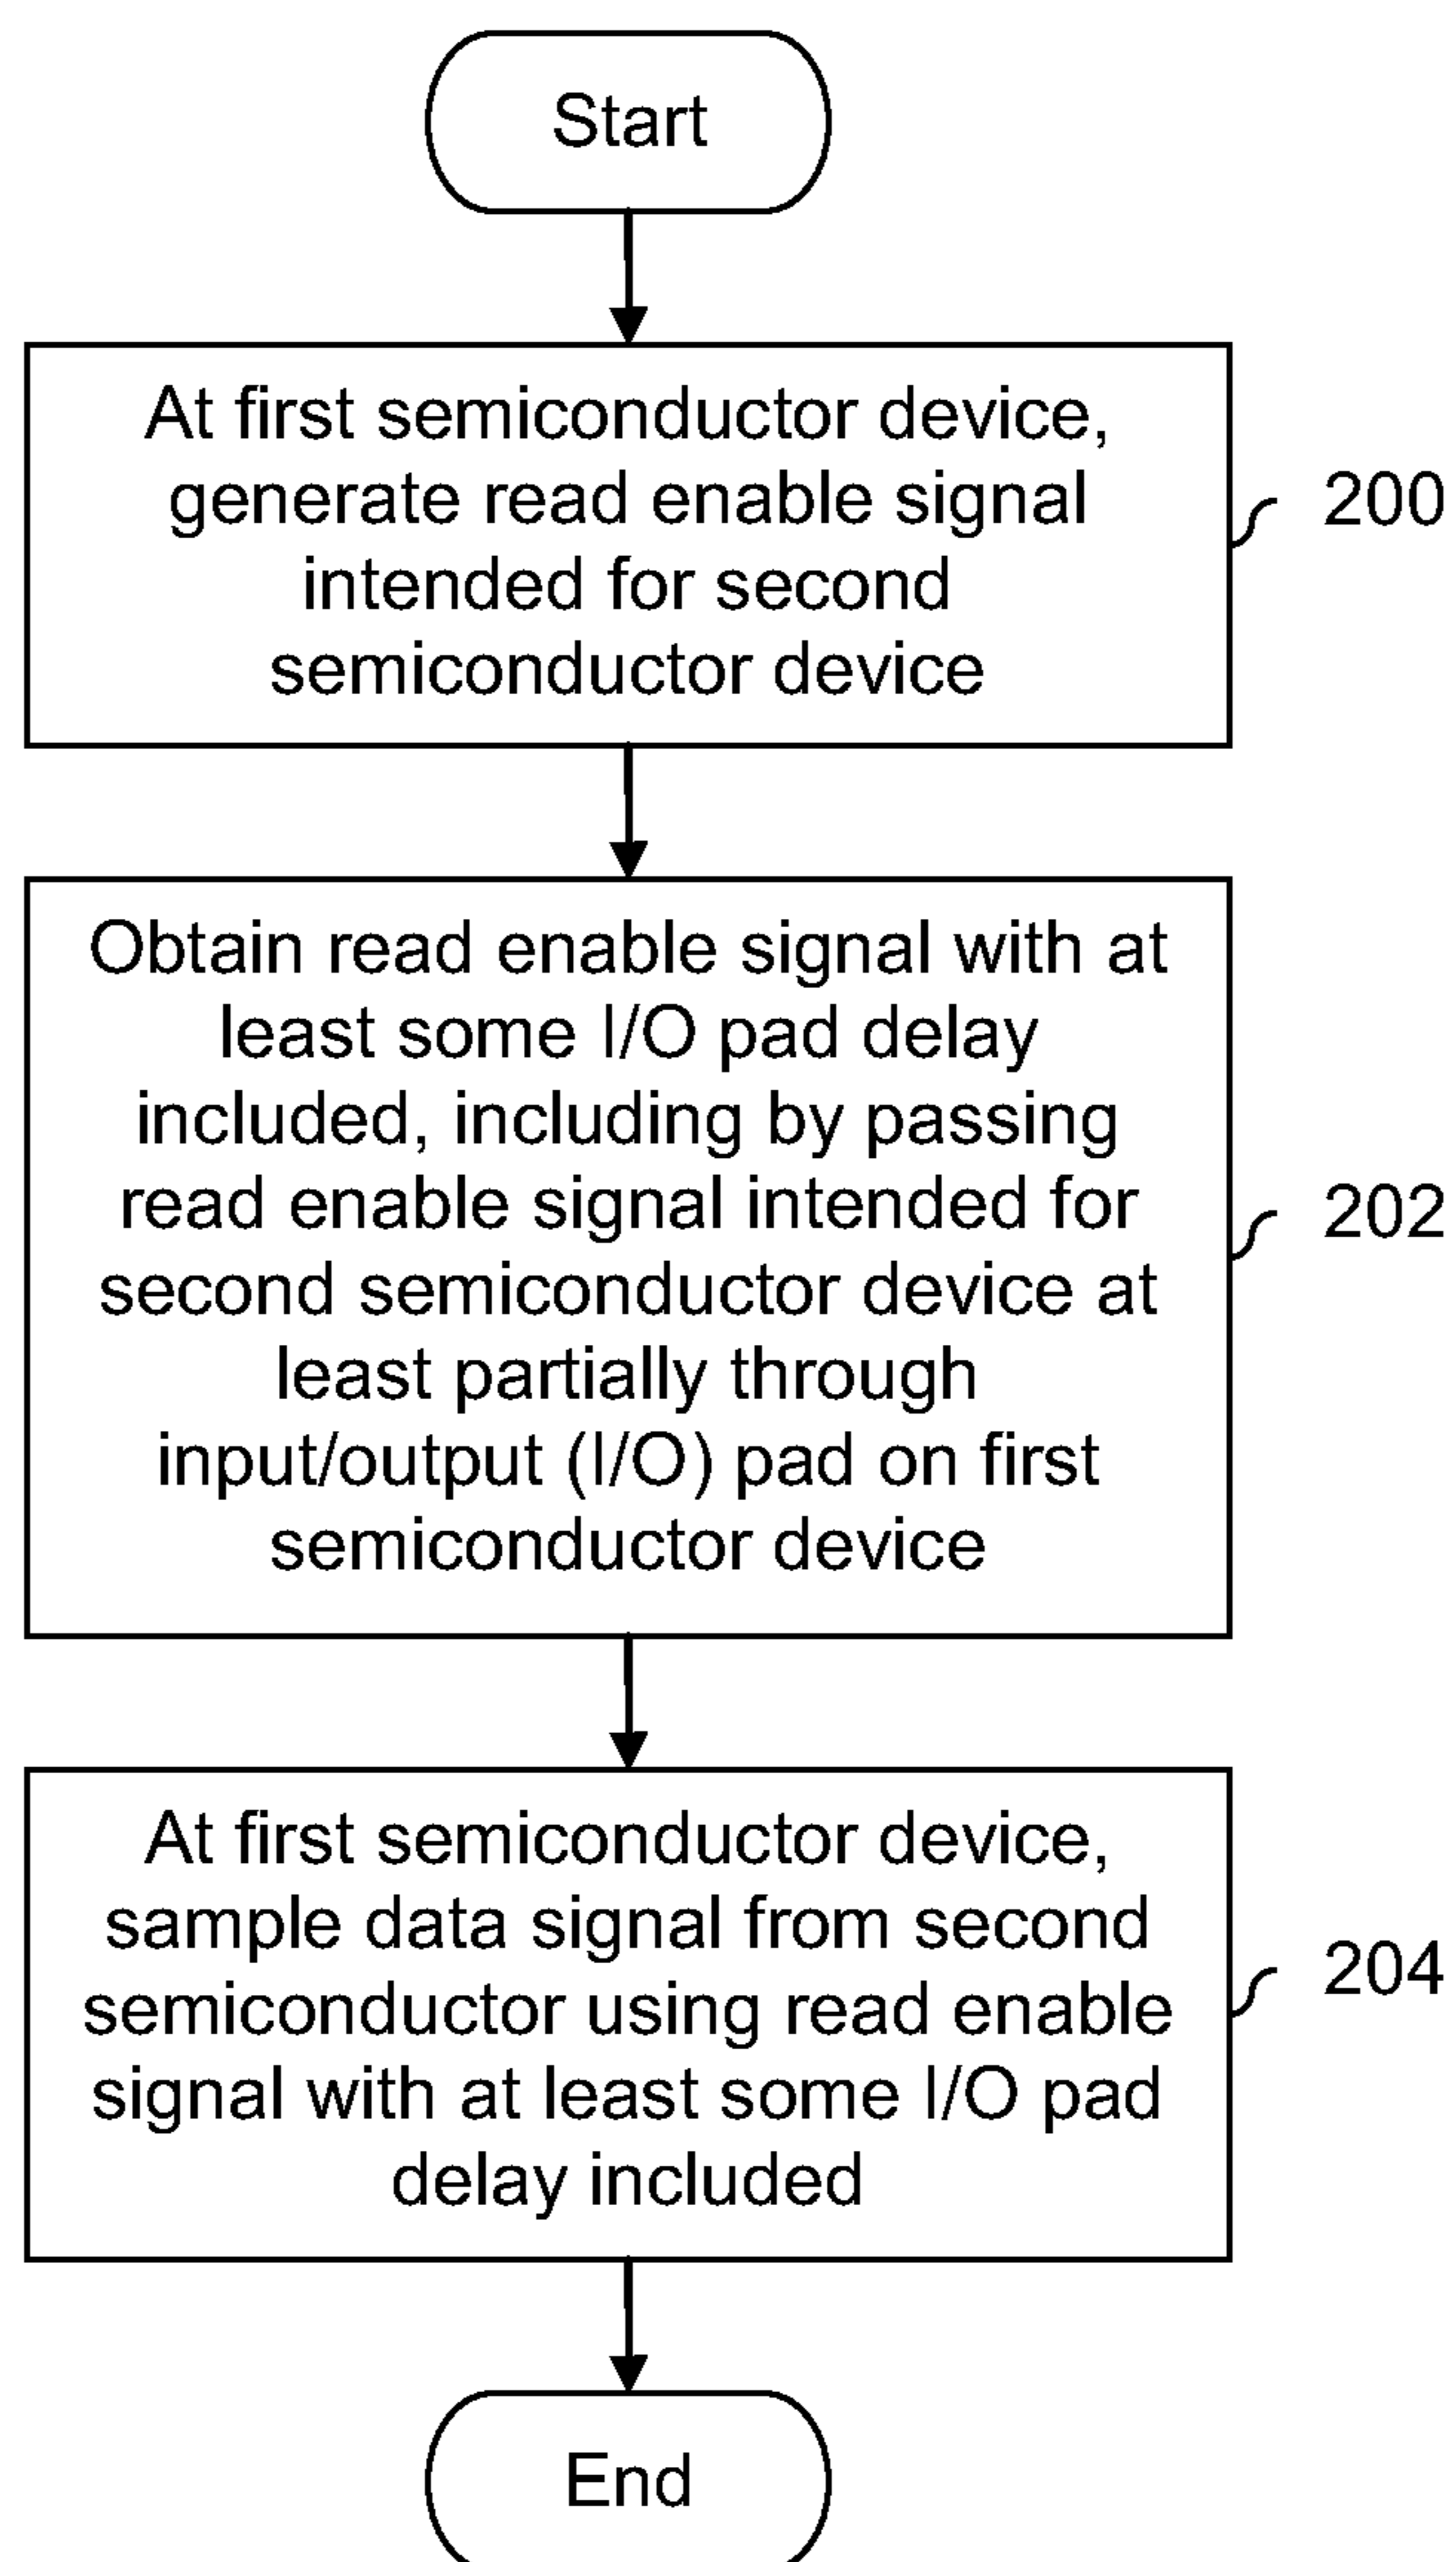 Start
At first semiconductor device,
generate read enable signal
intended for second
semiconductor device
200
Obtain read enable signal with at
least some I/O pad delay
included, including by passing
read enable signal intended for
second semiconductor device at
least partially through
input/output (I/O) pad on first
semiconductor device
202
At first semiconductor device,
sample data signal from second
semiconductor using read enable
signal with at least some I/O pad
delay included
204
End